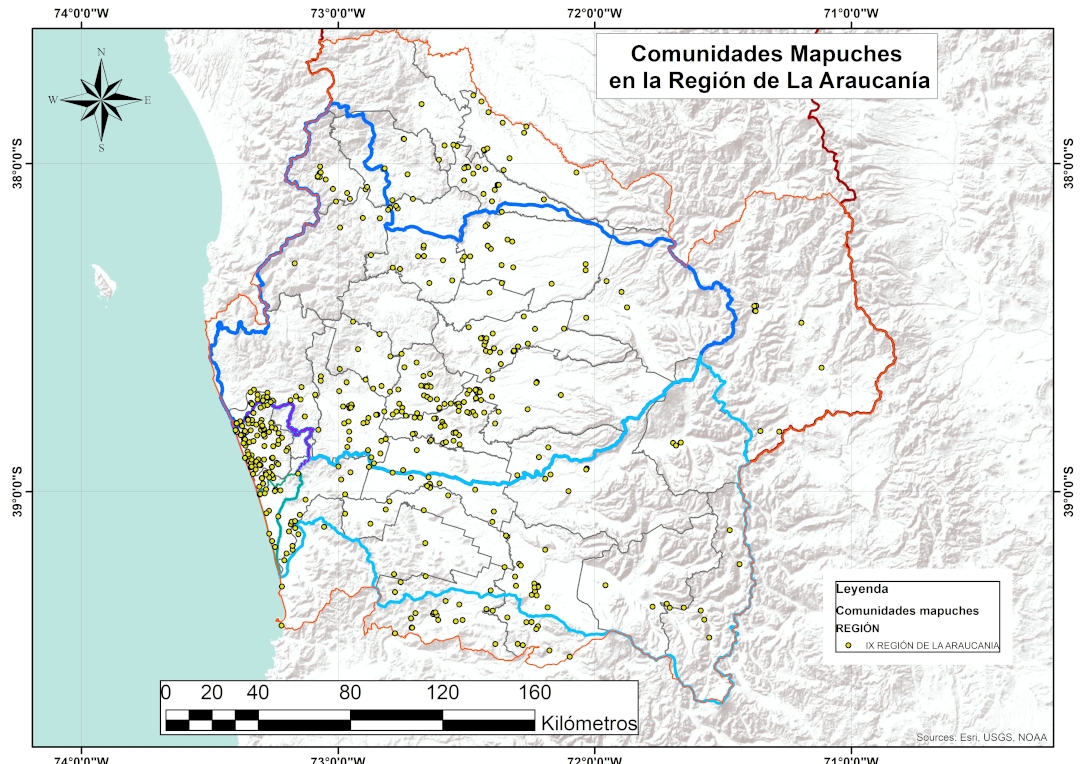 74°0'0"W 73°0'0"W 72°0'0"W 71°0'0"W
Comunidades Mapuches
en la Región de La Araucanía
N
W E
S
38°0'0"S 38°0'0"S
39°0'0"S 39°0'0"S
Leyenda
Comunidades mapuches
REGIÓN
IX REGIÓN DE LA ARAUCANIA
0 20 40 80 120 160
Kilómetros
Sources: Esri, USGS, NOAA
74°0'0"W 73°0'0"W 72°0'0"W 71°0'0"W